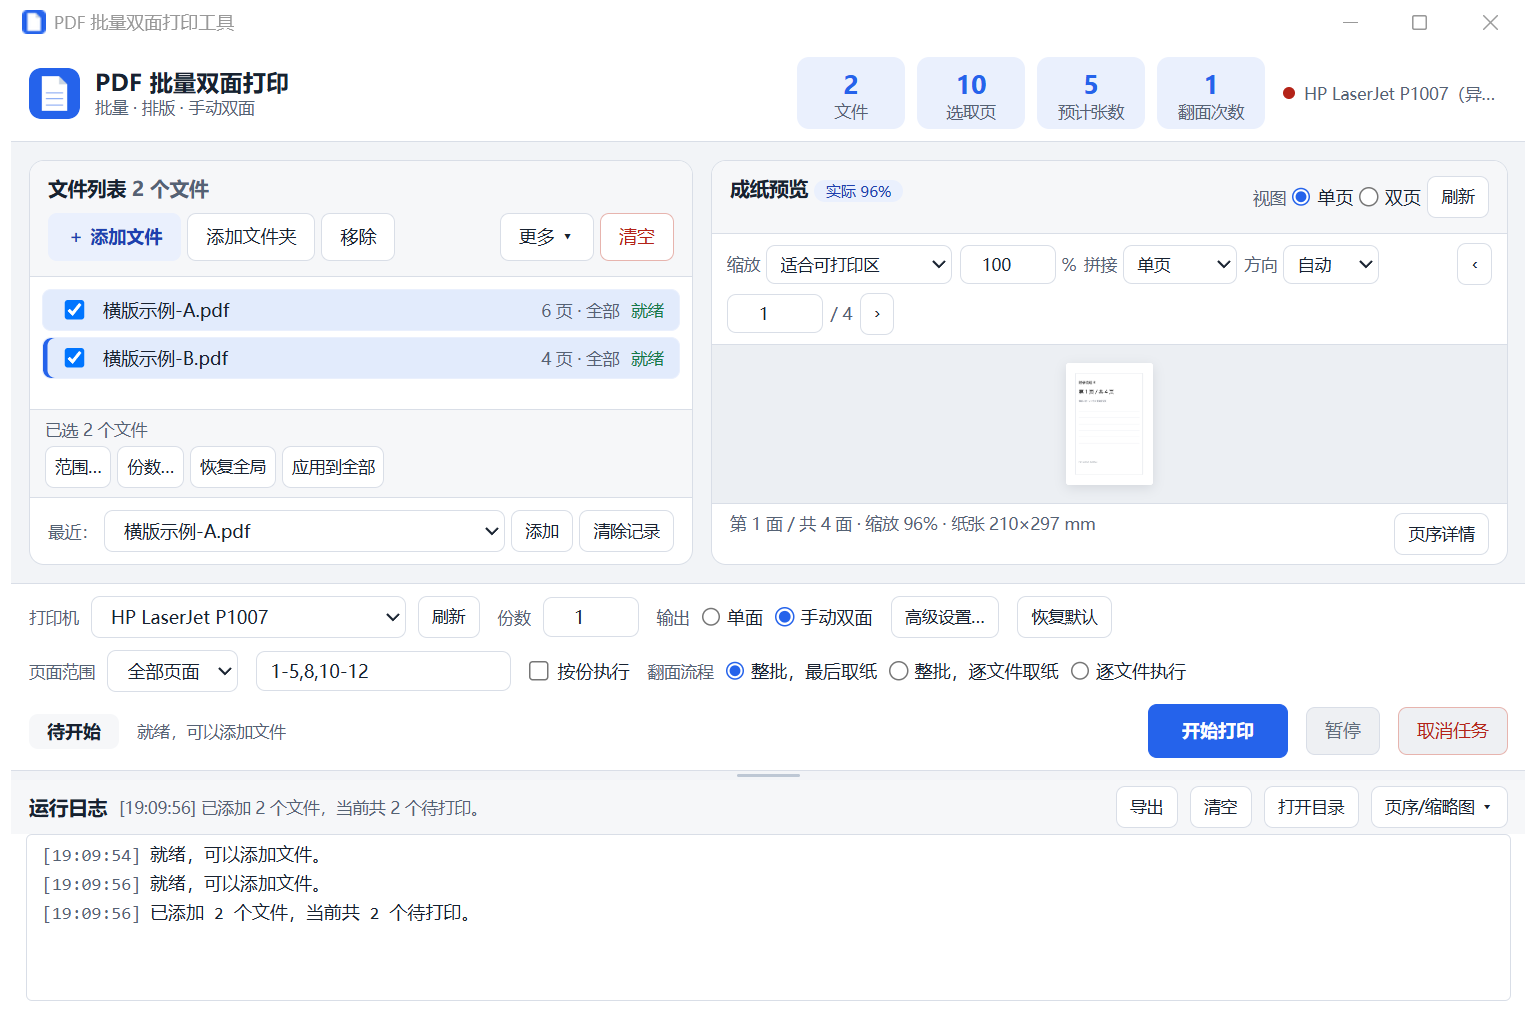 PDF 批量双面打印工具
PDF 批量双面打印
批量 · 排版 · 手动双面
2
文件
10
选取页
5
预计张数
1
翻面次数
HP LaserJet P1007（异...
文件列表 2 个文件
+ 添加文件
添加文件夹
移除
更多
清空
横版示例-A.pdf
6 页 · 全部
就绪
横版示例-B.pdf
4 页 · 全部
就绪
已选 2 个文件
范围...
份数...
恢复全局
应用到全部
最近：
横版示例-A.pdf
添加
清除记录
成纸预览
实际 96%
视图
单页
双页
刷新
缩放
适合可打印区
100
%
拼接
单页
方向
自动
‹
1
/ 4
›
第 1 页 / 共 4 页
第 1 面 / 共 4 面 · 缩放 96% · 纸张 210×297 mm
页序详情
打印机
HP LaserJet P1007
刷新
份数
1
输出
单面
手动双面
高级设置...
恢复默认
页面范围
全部页面
1-5,8,10-12
按份执行
翻面流程
整批，最后取纸
整批，逐文件取纸
逐文件执行
待开始
就绪，可以添加文件
开始打印
暂停
取消任务
运行日志
[19:09:56] 已添加 2 个文件，当前共 2 个待打印。
导出
清空
打开目录
页序/缩略图
[19:09:54] 就绪，可以添加文件。
[19:09:56] 就绪，可以添加文件。
[19:09:56] 已添加 2 个文件，当前共 2 个待打印。